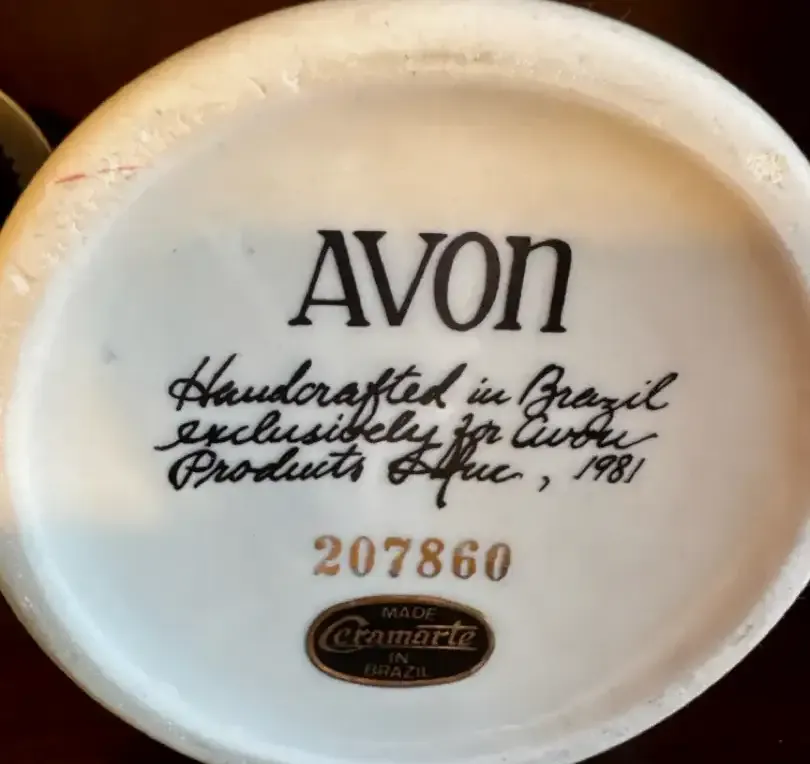 AVON
Handcrafted in Brazil
exclusively for Avon
Products Inc, 1981
207860
MADE
Ceramarte
IN
BRAZIL